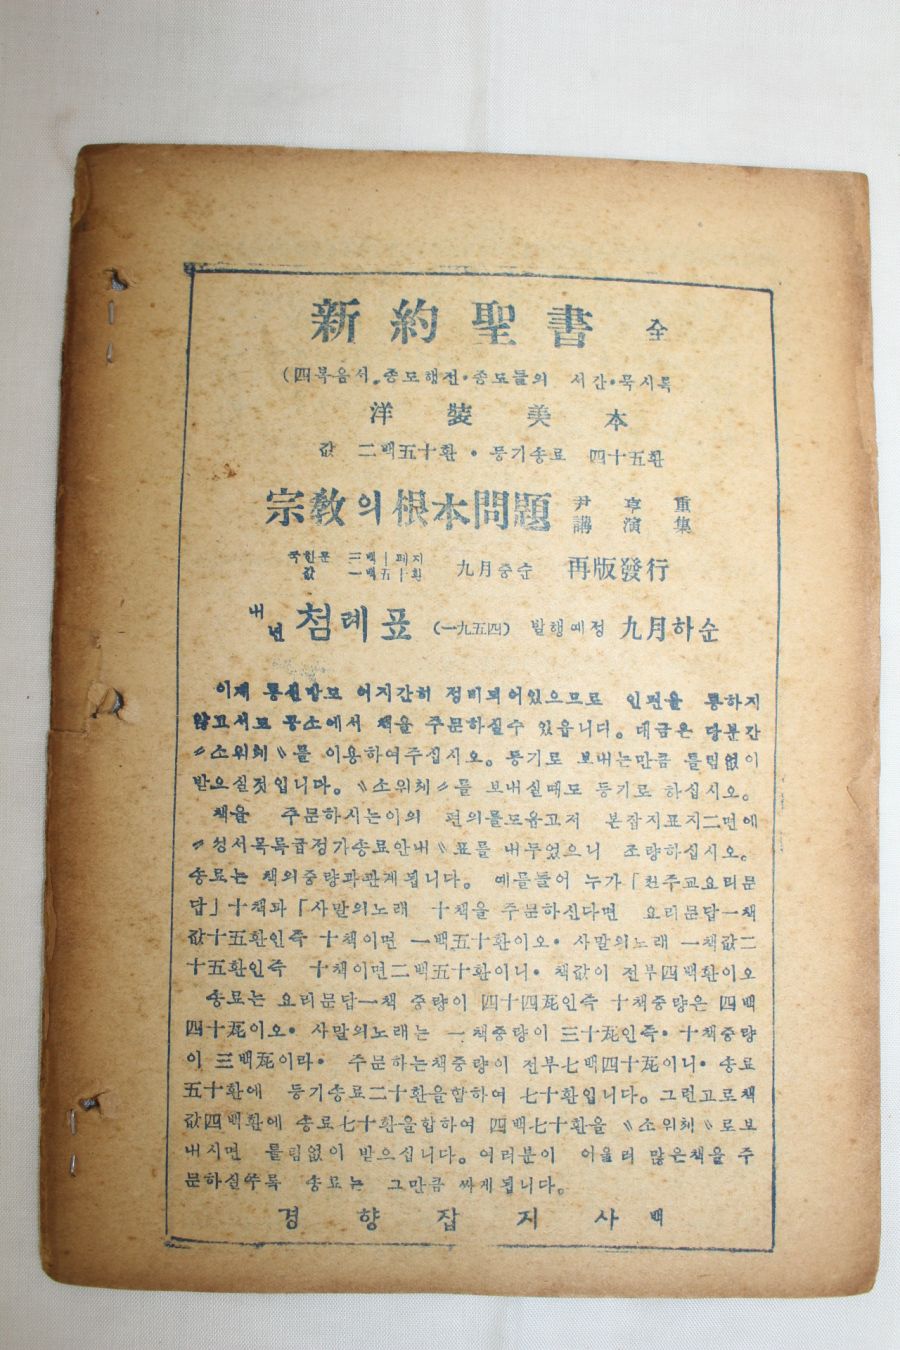 新約聖書 全
(四복음서・종도행전・종도들의 서간・묵시록
洋裝美本
값 二백五十환・등기송료 四十五환
宗敎의 根本問題 尹亨重 講演集
국한문 三백十페지
값 一백五十환
九月중순 再版發行
내년 첨례표 (一九五四) 발행예정 九月하순
이제 통신망도 어지간히 정비되어있으므로 인편을 통하지
않고서도 몽소에서 책을 주문하실수 있읍니다。대금은 당분간
〃소위체〃를 이용하여주십시오。등기로 보내는만큼 틀림없이
받으실것입니다。〃소위체〃를 보내실때도 등기로 하십시오。
책을 주문하시는이의 편의를도읍고저 본잡지표지二면에
〃성서목록급정가송료안내〃표를 내두었으니 조량하십시오。
송료는 책의중량과관계됩니다。예를들어 누가「천주교요리문
답」十책과「사말의노래 十책을 주문하신다면 요리문답一책
값十五환인즉 十책이면 一백五十환이오・사말의노래 一책값二
十五환인즉 十책이면二백五十환이니・책값이 전부四백환이오
송료는 요리문답一책 중량이 四十四瓦인즉 十책중량은 四백
四十瓦이오・사말의노래는 一책중량이 三十瓦인즉・十책중량
이 三백瓦이라・주문하는책중량이 전부七백四十瓦이니・송료
五十환에 등기송료二十환을합하여 七十환입니다。그런고로책
값四백환에 송료七十환을합하여 四백七十환을〃소위체〃로보
내시면 틀림없이 받으십니다。여러분이 어울러 많은책을 주
문하실쑤록 송료는 그만큼 싸게됩니다。
경향잡지사 백